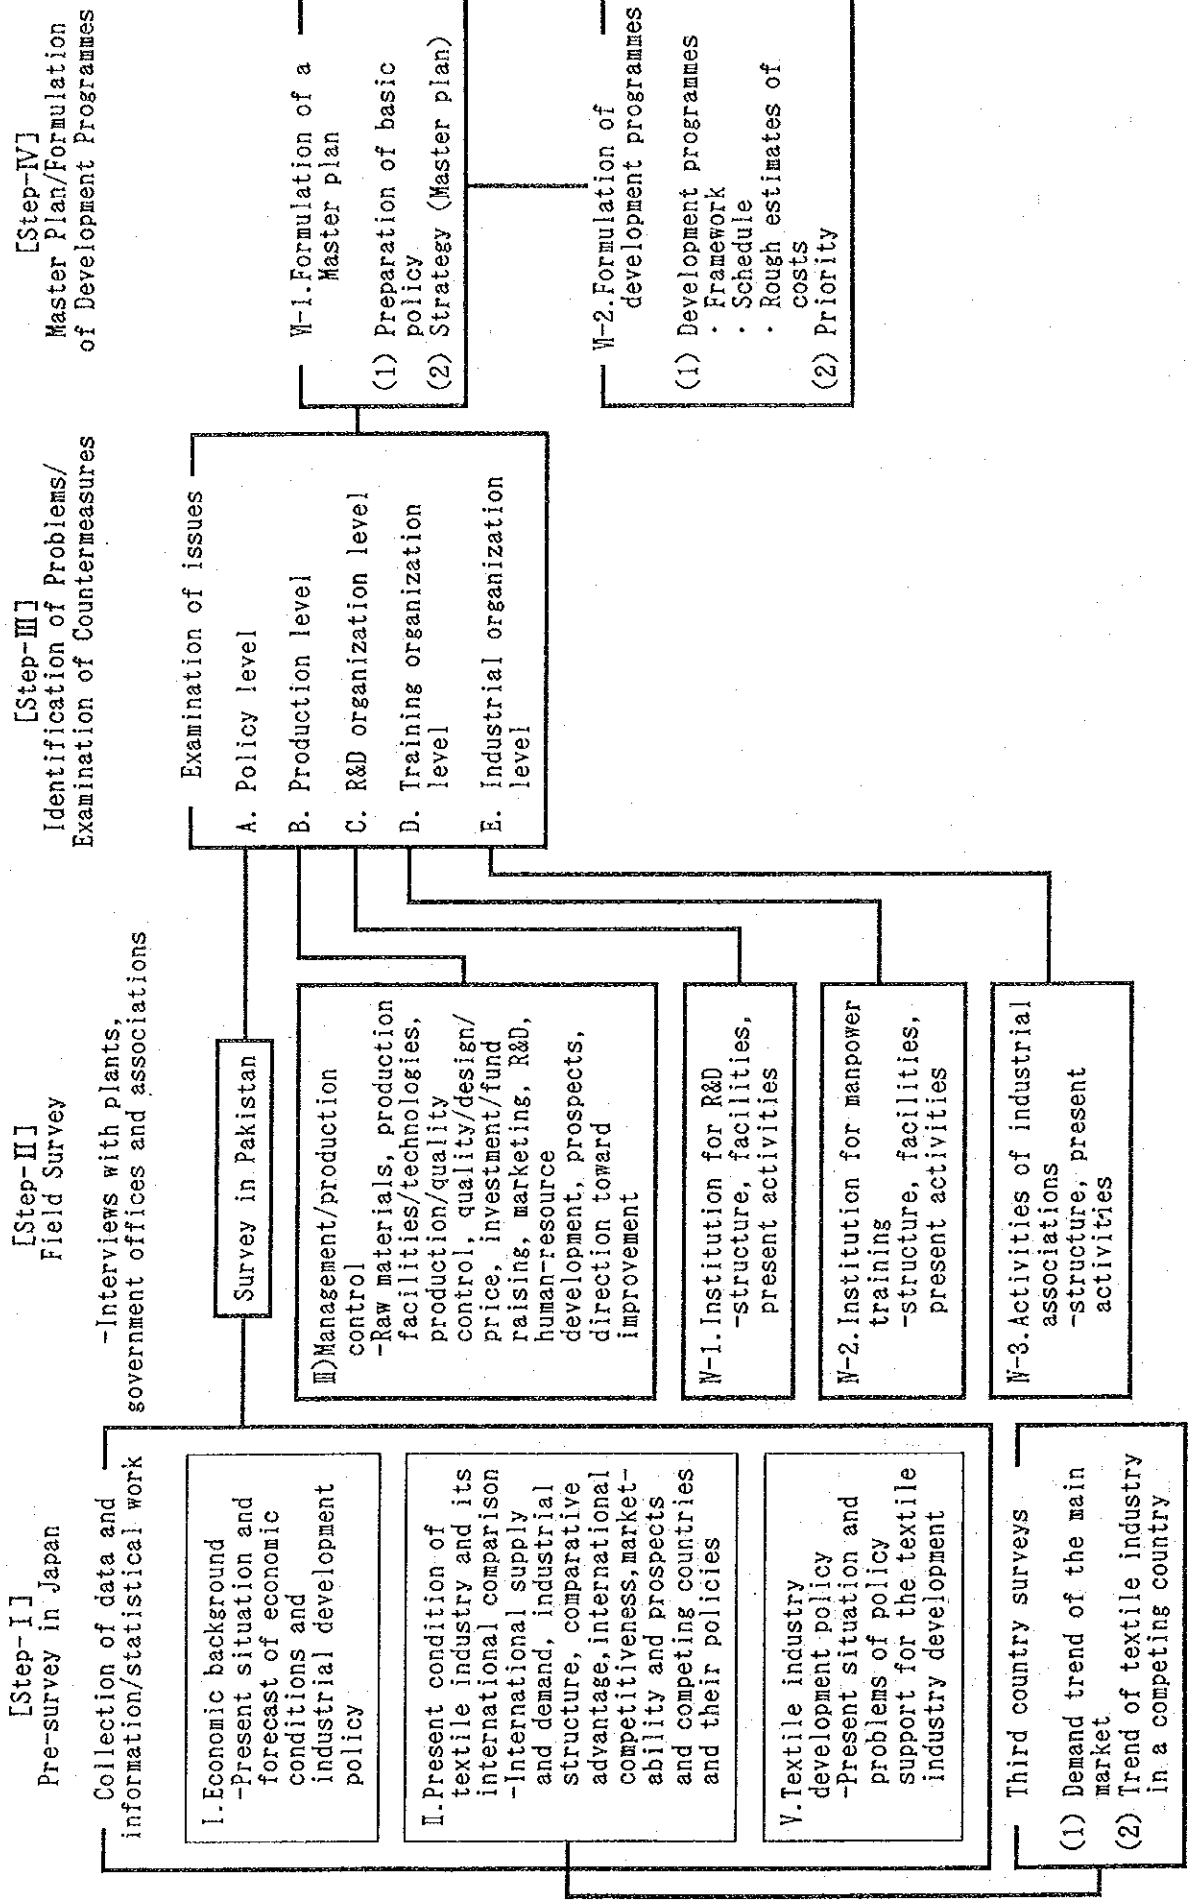 [Step-I]
Pre-survey in Japan
Collection of data and
information/statistical work
I.Economic background
-Present situation and
forecast of economic
conditions and
industrial development
policy
II.Present condition of
textile industry and its
international comparison
-International supply
and demand, industrial
structure, comparative
advantage,international
competitiveness,market-
ability and prospects
and competing countries
and their policies
V.Textile industry
development policy
-Present situation and
problems of policy
support for the textile
industry development
Third country surveys
(1) Demand trend of the main
market
(2) Trend of textile industry
in a competing country
[Step-II]
Field Survey
-Interviews with plants,
government offices and associations
Survey in Pakistan
III)Management/production
control
-Raw materials, production
facilities/technologies,
production/quality
control, quality/design/
price, investment/fund
raising, marketing, R&D,
human-resource
development, prospects,
direction toward
improvement
IV-1.Institution for R&D
-structure, facilities,
present activities
IV-2.Institution for manpower
training
-structure, facilities,
present activities
IV-3.Activities of industrial
associations
-structure, present
activities
[Step-III]
Identification of Problems/
Examination of Countermeasures
Examination of issues
A. Policy level
B. Production level
C. R&D organization level
D. Training organization
level
E. Industrial organization
level
[Step-IV]
Master Plan/Formulation
of Development Programmes
VI-1.Formulation of a
Master plan
(1) Preparation of basic
policy
(2) Strategy (Master plan)
VI-2.Formulation of
development programmes
(1) Development programmes
· Framework
· Schedule
· Rough estimates of
costs
(2) Priority